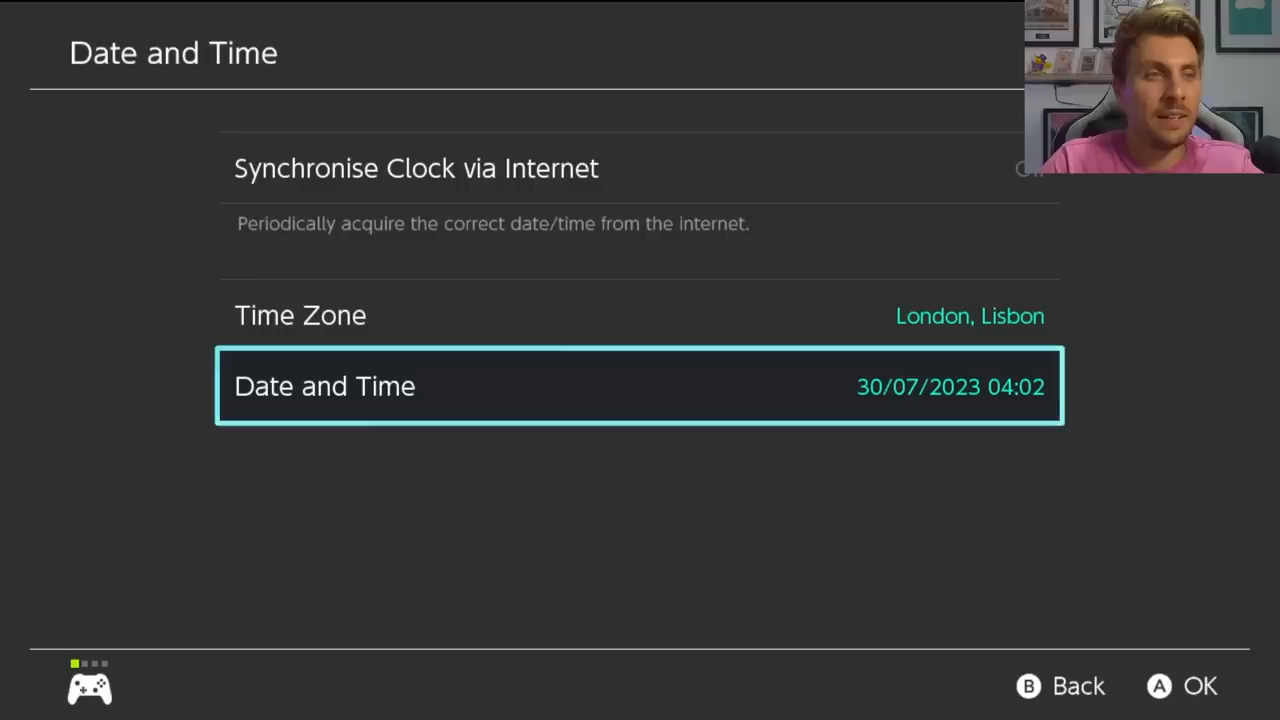 Date and Time
Synchronise Clock via Internet
Periodically acquire the correct date/time from the internet.
Time Zone London, Lisbon
Date and Time 30/07/2023 04:02
B Back A OK